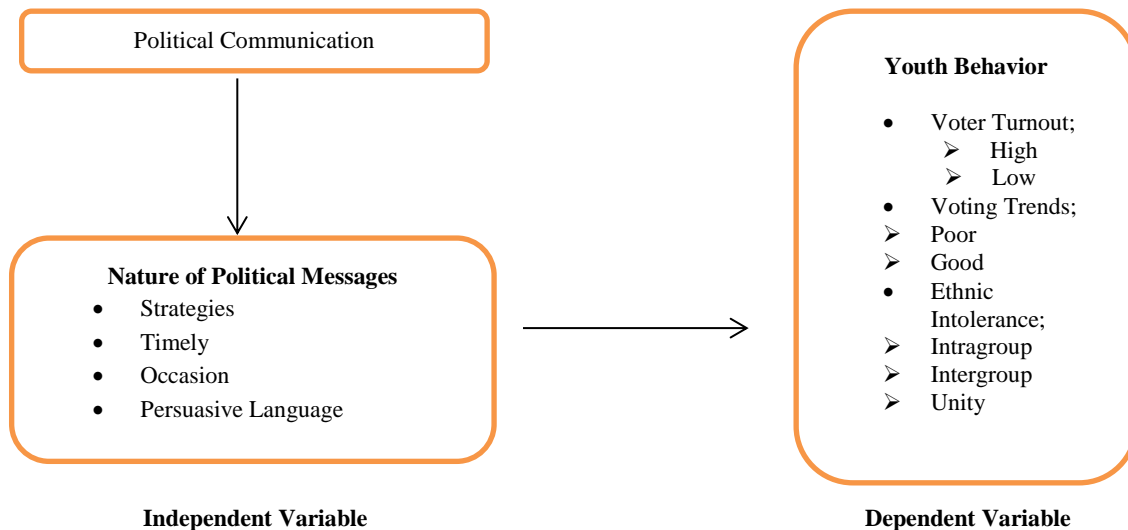 Political Communication
Nature of Political Messages
• Strategies
• Timely
• Occasion
• Persuasive Language
Independent Variable
Youth Behavior
• Voter Turnout;
➢ High
➢ Low
• Voting Trends;
➢ Poor
➢ Good
• Ethnic
Intolerance;
➢ Intragroup
➢ Intergroup
➢ Unity
Dependent Variable